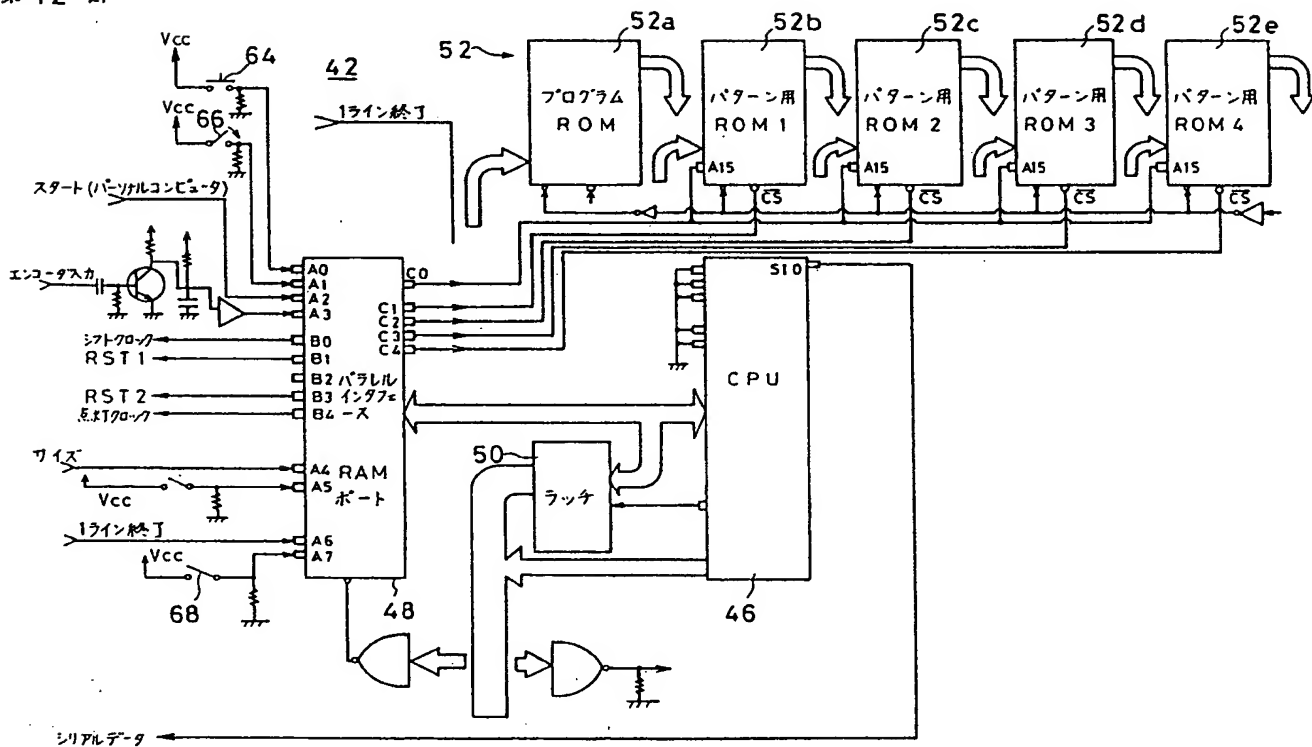 Vcc
64
42
Vcc
66
1ライン終了
スタート(パーソナルコンピュータ)
エンコータ入力
52
52a
プログラム
ROM
52b
パターン用
ROM 1
A15
CS
52c
パターン用
ROM 2
A15
CS
52d
パターン用
ROM 3
A15
CS
52e
パターン用
ROM 4
A15
CS
A0
A1
A2
A3
C0
C1
C2
C3
C4
シフトクロック
RST 1
RST 2
点灯クロック
B0
B1
B2 パラレル
B3 インタフェ
B4 ース
サイズ
Vcc
A4 RAM
A5 ポート
1ライン終了
Vcc
A6
A7
68
48
50
ラッチ
SIO
CPU
46
シリアルデータ